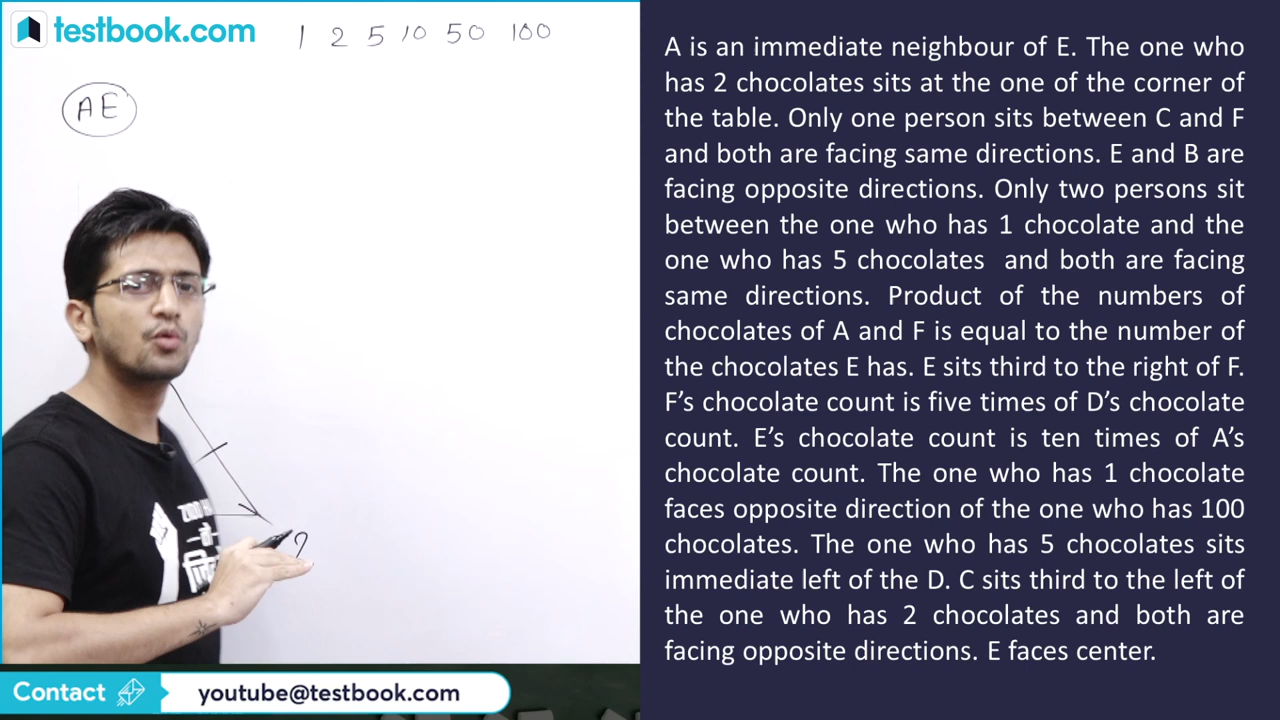 testbook.com
1 2 5 10 50 100
A E
2
A is an immediate neighbour of E. The one who
has 2 chocolates sits at the one of the corner of
the table. Only one person sits between C and F
and both are facing same directions. E and B are
facing opposite directions. Only two persons sit
between the one who has 1 chocolate and the
one who has 5 chocolates and both are facing
same directions. Product of the numbers of
chocolates of A and F is equal to the number of
the chocolates E has. E sits third to the right of F.
F’s chocolate count is five times of D’s chocolate
count. E’s chocolate count is ten times of A’s
chocolate count. The one who has 1 chocolate
faces opposite direction of the one who has 100
chocolates. The one who has 5 chocolates sits
immediate left of the D. C sits third to the left of
the one who has 2 chocolates and both are
facing opposite directions. E faces center.
Contact youtube@testbook.com